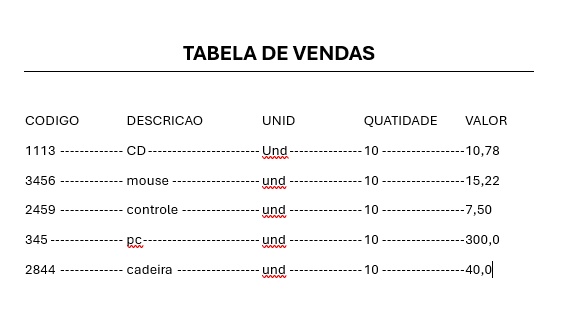 TABELA DE VENDAS
CODIGO DESCRICAO UNID QUATIDADE VALOR
1113 ------------ CD--------------------- Und-------------- 10 ----------------10,78
3456 ------------ mouse ----------------- und -------------- 10 ----------------15,22
2459 ------------ controle --------------- und -------------- 10 ----------------7,50
345 -------------- pc---------------------- und -------------- 10 ----------------300,0
2844 ------------ cadeira ---------------- und -------------- 10 ----------------40,0